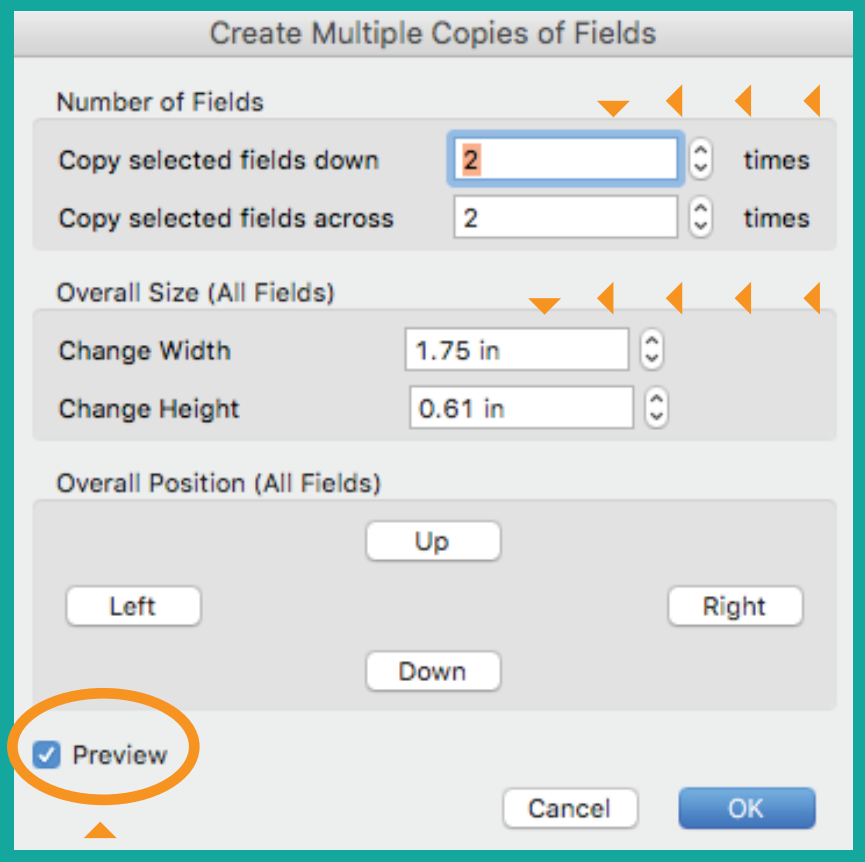 Create Multiple Copies of Fields
Number of Fields
Copy selected fields down 2 times
Copy selected fields across 2 times
Overall Size (All Fields)
Change Width 1.75 in
Change Height 0.61 in
Overall Position (All Fields)
Up
Left Right
Down
Preview
Cancel OK